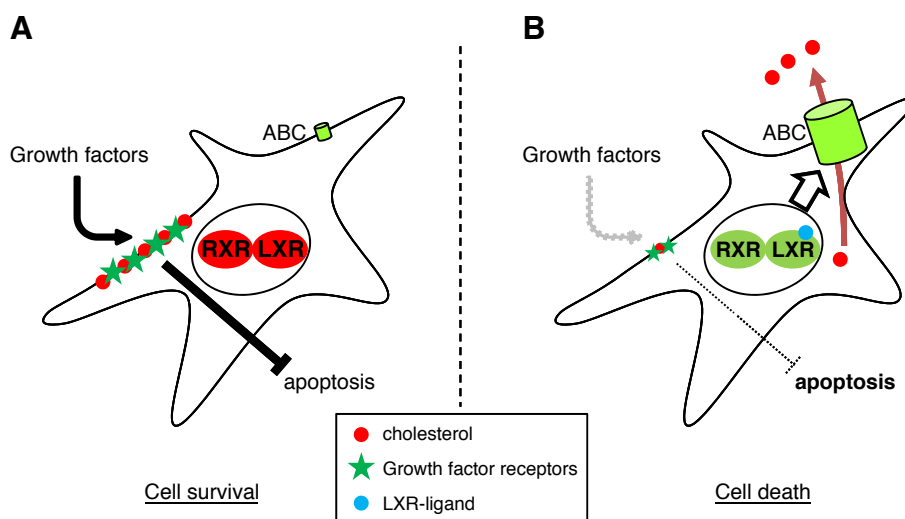 A
B
ABC
Growth factors
RXR LXR
apoptosis
Cell survival
ABC
Growth factors
RXR LXR
apoptosis
Cell death
cholesterol
Growth factor receptors
LXR-ligand